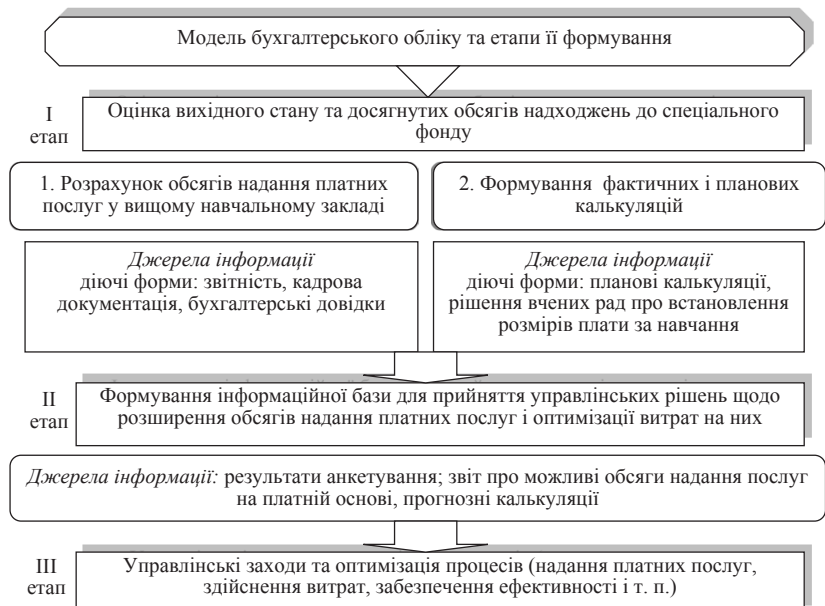 Модель бухгалтерського обліку та етапи її формування
І
етап
Оцінка вихідного стану та досягнутих обсягів надходжень до спеціального
фонду
1. Розрахунок обсягів надання платних
послуг у вищому навчальному закладі
2. Формування фактичних і планових
калькуляцій
Джерела інформації
діючі форми: звітність, кадрова
документація, бухгалтерські довідки
Джерела інформації
діючі форми: планові калькуляції,
рішення вчених рад про встановлення
розмірів плати за навчання
ІІ
етап
Формування інформаційної бази для прийняття управлінських рішень щодо
розширення обсягів надання платних послуг і оптимізації витрат на них
Джерела інформації: результати анкетування; звіт про можливі обсяги надання послуг
на платній основі, прогнозні калькуляції
ІІІ
етап
Управлінські заходи та оптимізація процесів (надання платних послуг,
здійснення витрат, забезпечення ефективності і т. п.)